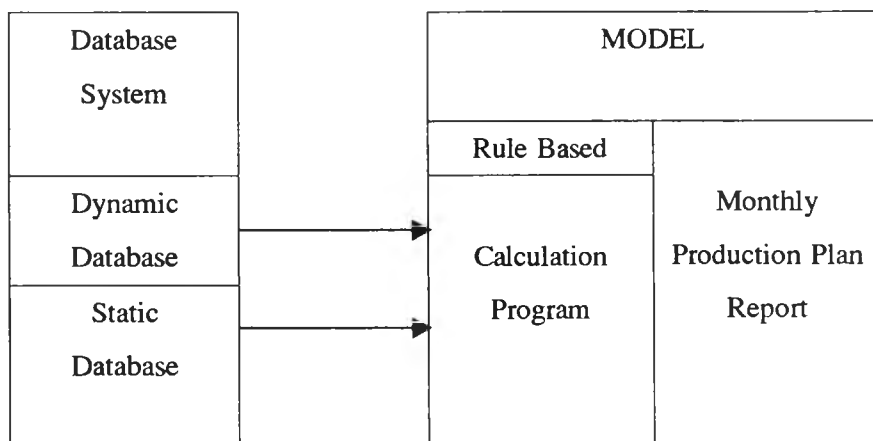 Database
System
Dynamic
Database
Static
Database
MODEL
Rule Based
Calculation
Program
Monthly
Production Plan
Report